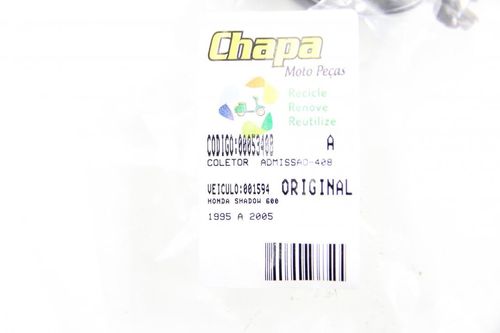 Chapa
Moto Peças
Recicle
Renove
Reutilize
CODIGO:00053408 A
COLETOR ADMISSAO-408
VEICULO:001594 ORIGINAL
HONDA SHADOW 600
1995 A 2005